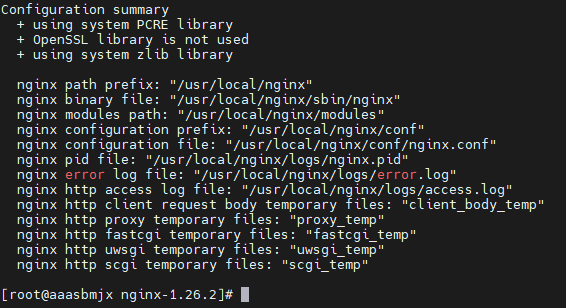 Configuration summary
  + using system PCRE library
  + OpenSSL library is not used
  + using system zlib library

  nginx path prefix: "/usr/local/nginx"
  nginx binary file: "/usr/local/nginx/sbin/nginx"
  nginx modules path: "/usr/local/nginx/modules"
  nginx configuration prefix: "/usr/local/nginx/conf"
  nginx configuration file: "/usr/local/nginx/conf/nginx.conf"
  nginx pid file: "/usr/local/nginx/logs/nginx.pid"
  nginx error log file: "/usr/local/nginx/logs/error.log"
  nginx http access log file: "/usr/local/nginx/logs/access.log"
  nginx http client request body temporary files: "client_body_temp"
  nginx http proxy temporary files: "proxy_temp"
  nginx http fastcgi temporary files: "fastcgi_temp"
  nginx http uwsgi temporary files: "uwsgi_temp"
  nginx http scgi temporary files: "scgi_temp"

[root@aaasbmjx nginx-1.26.2]#